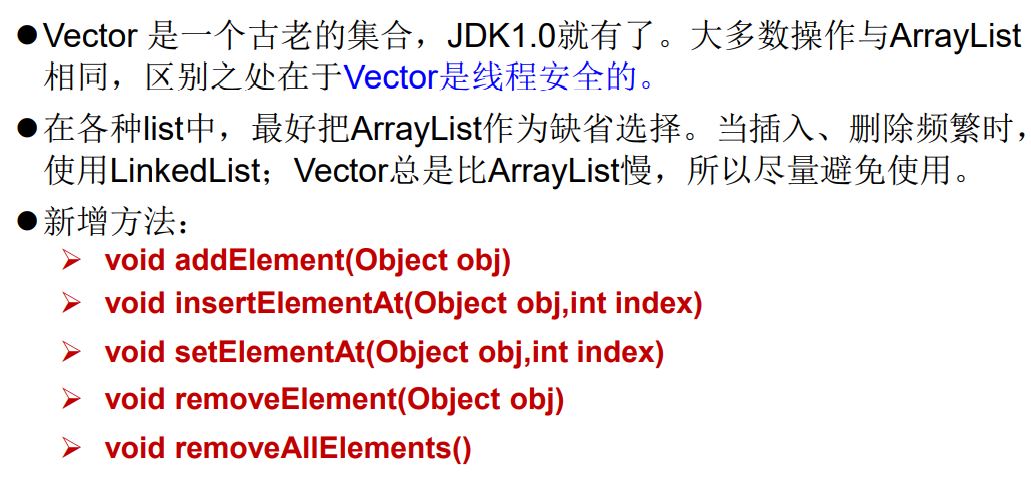 ●Vector 是一个古老的集合，JDK1.0就有了。大多数操作与ArrayList
相同，区别之处在于Vector是线程安全的。
●在各种list中，最好把ArrayList作为缺省选择。当插入、删除频繁时，
使用LinkedList；Vector总是比ArrayList慢，所以尽量避免使用。
●新增方法：
➢ void addElement(Object obj)
➢ void insertElementAt(Object obj,int index)
➢ void setElementAt(Object obj,int index)
➢ void removeElement(Object obj)
➢ void removeAllElements()